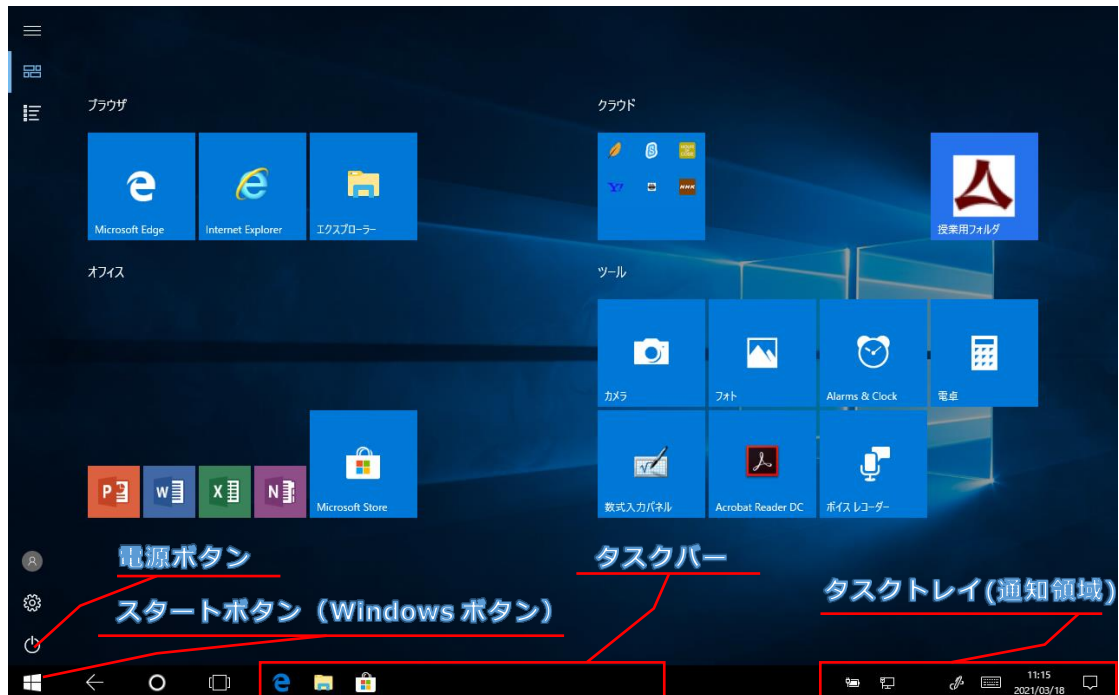 ブラウザ
クラウド
Microsoft Edge
Internet Explorer
エクスプローラー
授業用フォルダ
オフィス
ツール
カメラ
フォト
Alarms & Clock
電卓
Microsoft Store
数式入力パネル
Acrobat Reader DC
ボイス レコーダー
電源ボタン
タスクバー
タスクトレイ(通知領域)
スタートボタン（Windows ボタン）
11:15
2021/03/18